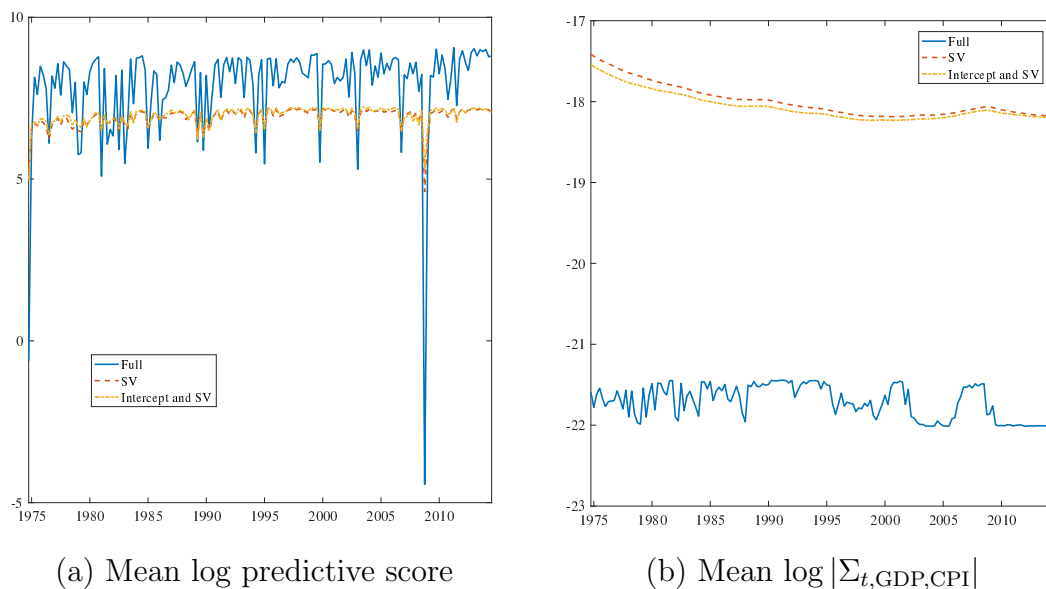 10
5
0
-5
1975 1980 1985 1990 1995 2000 2005 2010
Full
SV
Intercept and SV
(a) Mean log predictive score
-17
-18
-19
-20
-21
-22
-23
1975 1980 1985 1990 1995 2000 2005 2010
Full
SV
Intercept and SV
(b) Mean log |Σt,GDP,CPI|